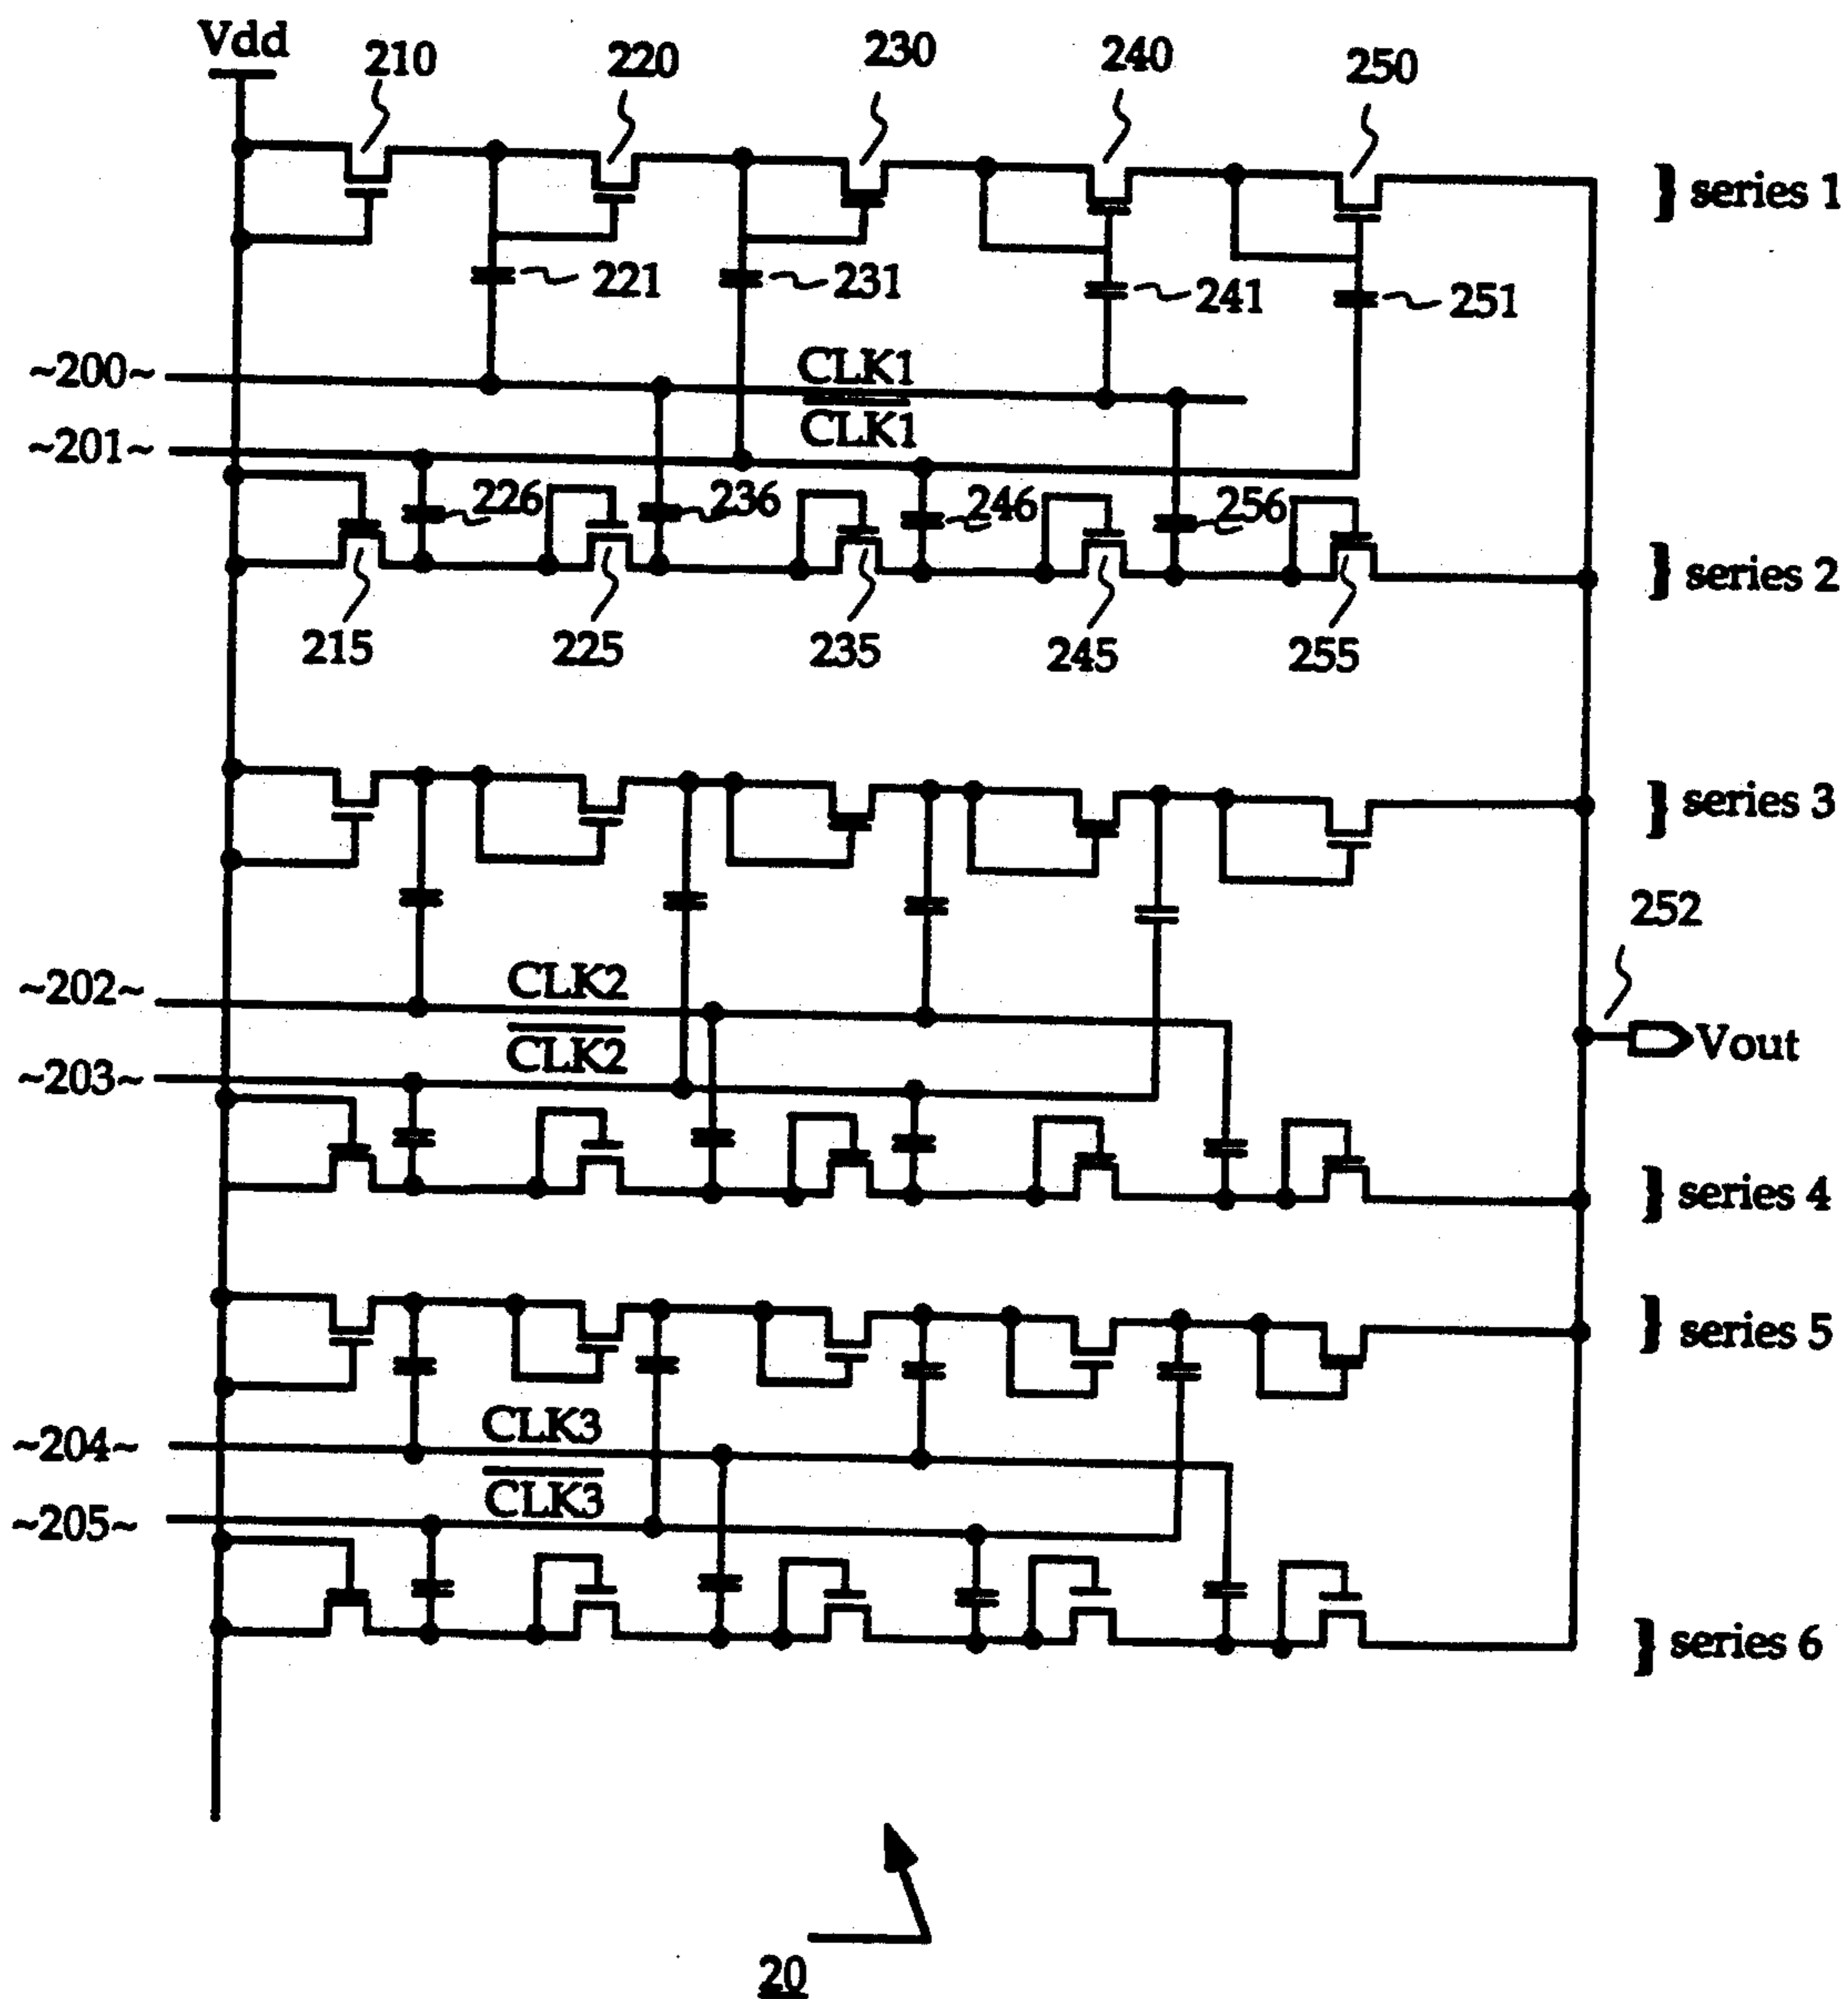 Vdd
210
220
230
240
250
} series 1
221
231
241
251
~200~
CLK1
~201~
CLK1
226
236
246
256
} series 2
215
225
235
245
255
} series 3
252
~202~
CLK2
CLK2
Vout
~203~
} series 4
} series 5
~204~
CLK3
CLK3
~205~
} series 6
20